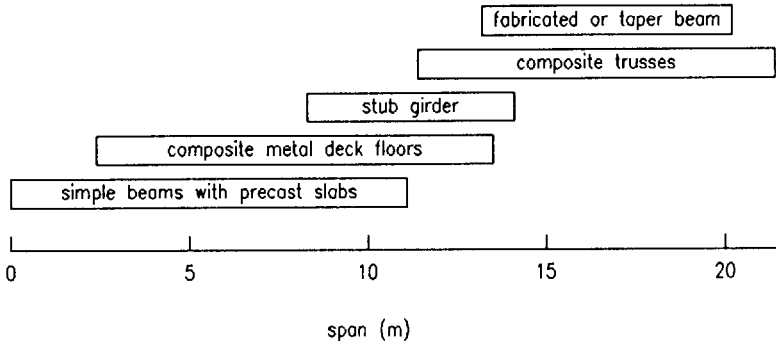 fabricated or taper beam
composite trusses
stub girder
composite metal deck floors
simple beams with precast slabs
0 5 10 15 20
span (m)